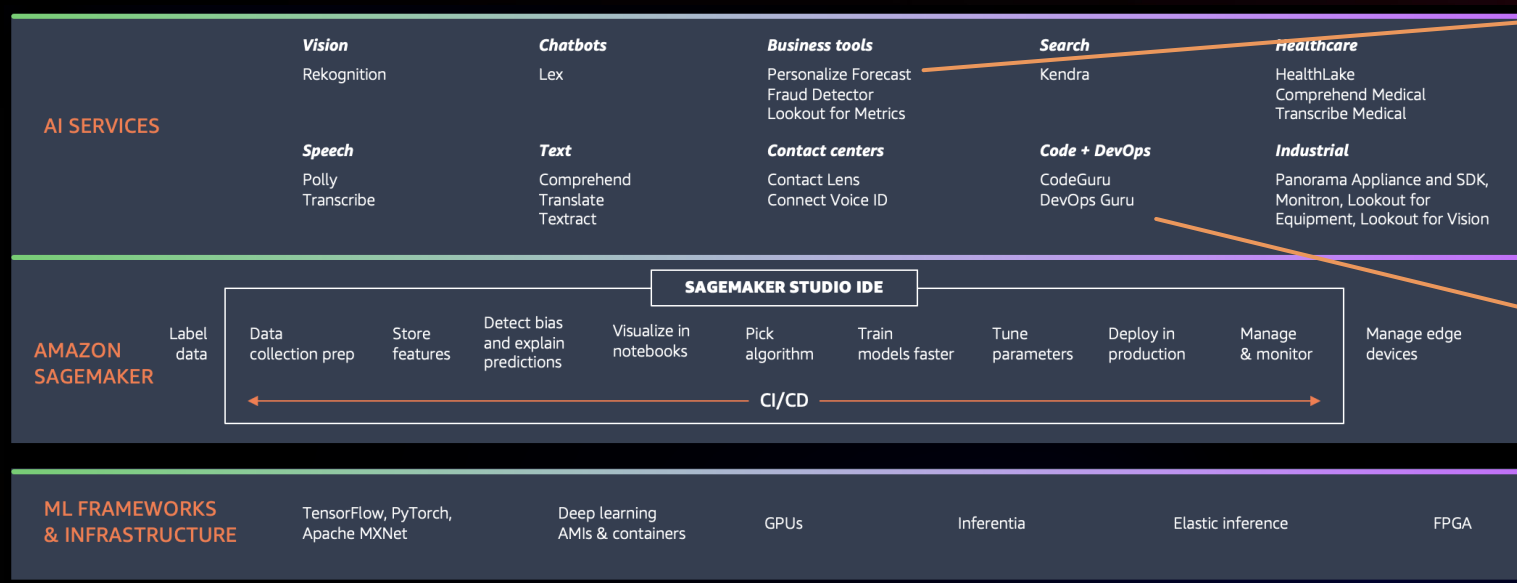 AI SERVICES
Vision
Rekognition
Chatbots
Lex
Business tools
Personalize Forecast
Fraud Detector
Lookout for Metrics
Search
Kendra
Healthcare
HealthLake
Comprehend Medical
Transcribe Medical
Speech
Polly
Transcribe
Text
Comprehend
Translate
Textract
Contact centers
Contact Lens
Connect Voice ID
Code + DevOps
CodeGuru
DevOps Guru
Industrial
Panorama Appliance and SDK,
Monitron, Lookout for
Equipment, Lookout for Vision
AMAZON
SAGEMAKER
SAGEMAKER STUDIO IDE
Label
data
Data
collection prep
Store
features
Detect bias
and explain
predictions
Visualize in
notebooks
Pick
algorithm
Train
models faster
Tune
parameters
Deploy in
production
Manage
& monitor
Manage edge
devices
CI/CD
ML FRAMEWORKS
& INFRASTRUCTURE
TensorFlow, PyTorch,
Apache MXNet
Deep learning
AMIs & containers
GPUs
Inferentia
Elastic inference
FPGA